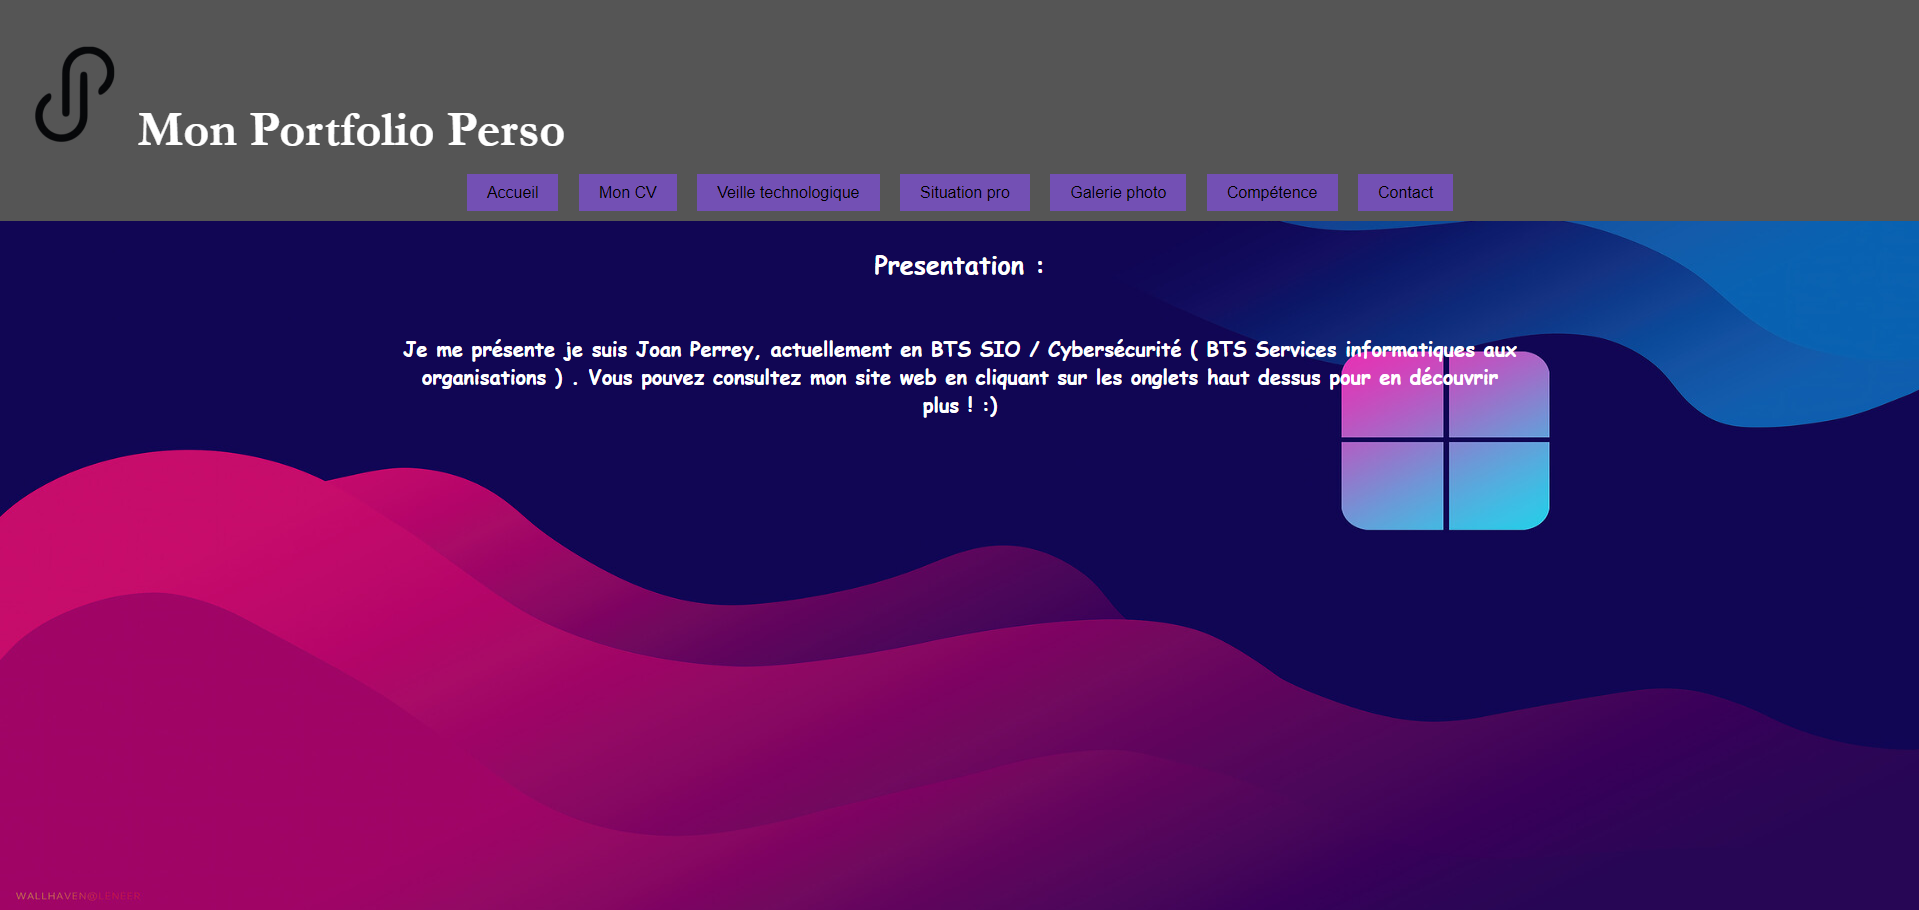 Mon Portfolio Perso
Accueil
Mon CV
Veille technologique
Situation pro
Galerie photo
Compétence
Contact
Presentation :
Je me présente je suis Joan Perrey, actuellement en BTS SIO / Cybersécurité ( BTS Services informatiques aux
organisations ) . Vous pouvez consultez mon site web en cliquant sur les onglets haut dessus pour en découvrir
plus ! :)